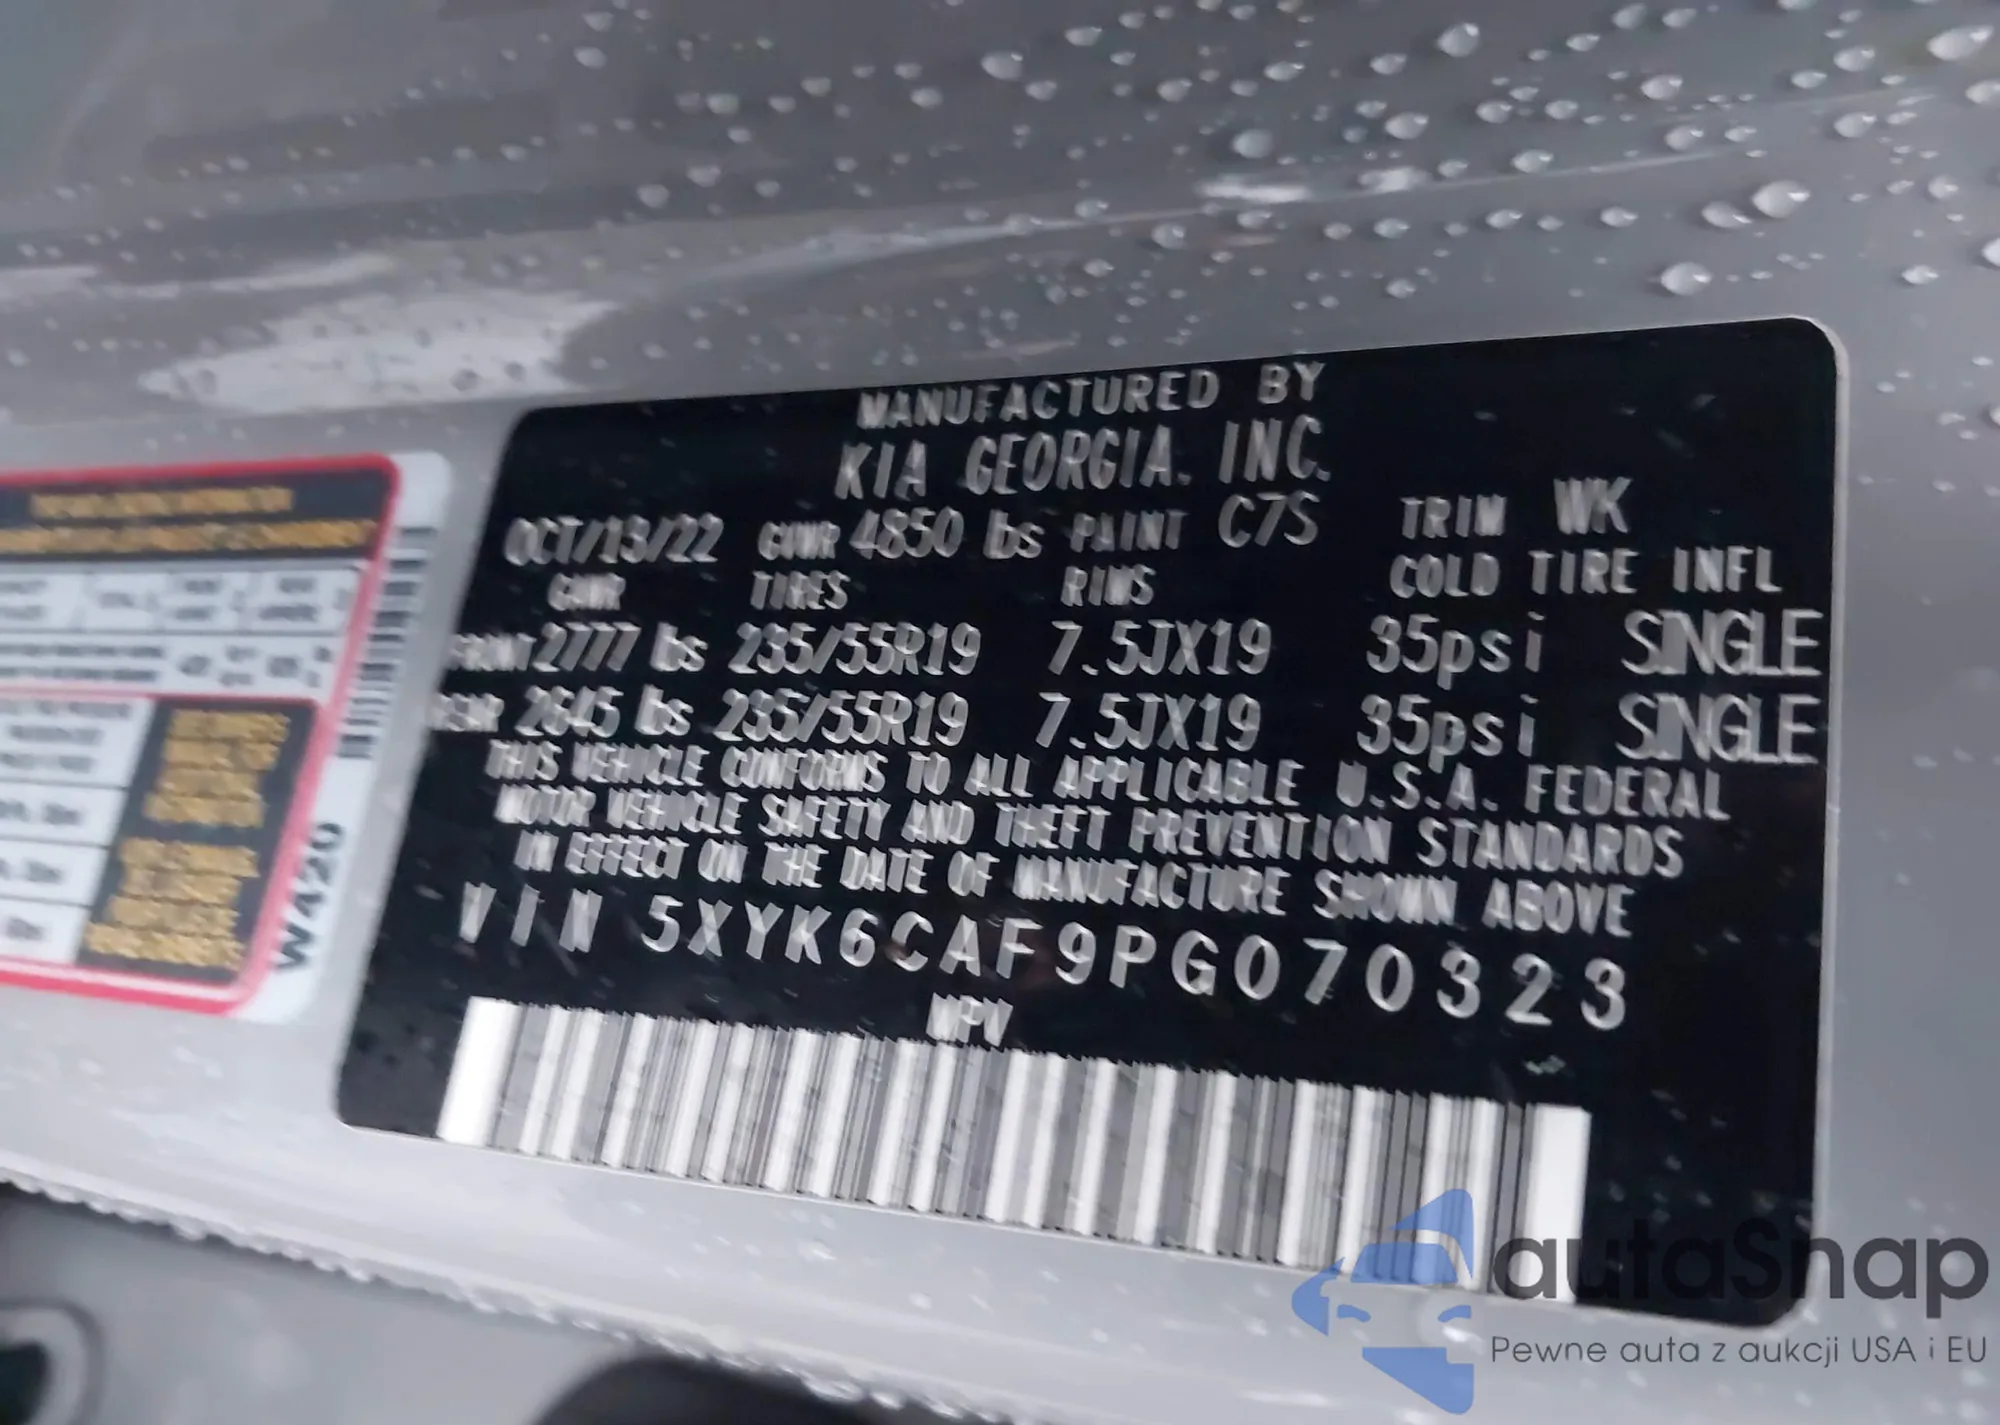 MANUFACTURED BY
KIA GEORGIA, INC.
OCT/13/22 GVWR 4850 lbs PAINT C7S TRIM WK
GAWR TIRES RIMS COLD TIRE INFL
FRONT 2777 lbs 235/55R19 7.5JX19 35psi SINGLE
REAR 2645 lbs 235/55R19 7.5JX19 35psi SINGLE
THIS VEHICLE CONFORMS TO ALL APPLICABLE U.S.A. FEDERAL
MOTOR VEHICLE SAFETY AND THEFT PREVENTION STANDARDS
IN EFFECT ON THE DATE OF MANUFACTURE SHOWN ABOVE
VIN 5XYK6CAF9PG070323
MPV
W420
autaSnap
Pewne auta z aukcji USA i EU